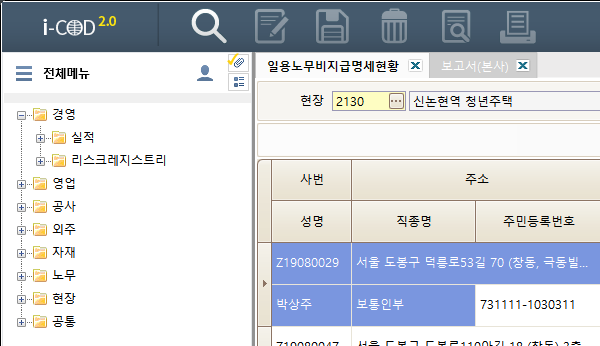 i-COD 2.0
전체메뉴
경영
실적
리스크레지스트리
영업
공사
외주
자재
노무
현장
공통
일용노무비지급명세현황
보고서(본사)
현장 2130 신논현역 청년주택
사번 주소
성명 직종명 주민등록번호
Z19080029 서울 도봉구 덕릉로53길 70 (창동, 극동빌...
박상주 보통인부 731111-1030311